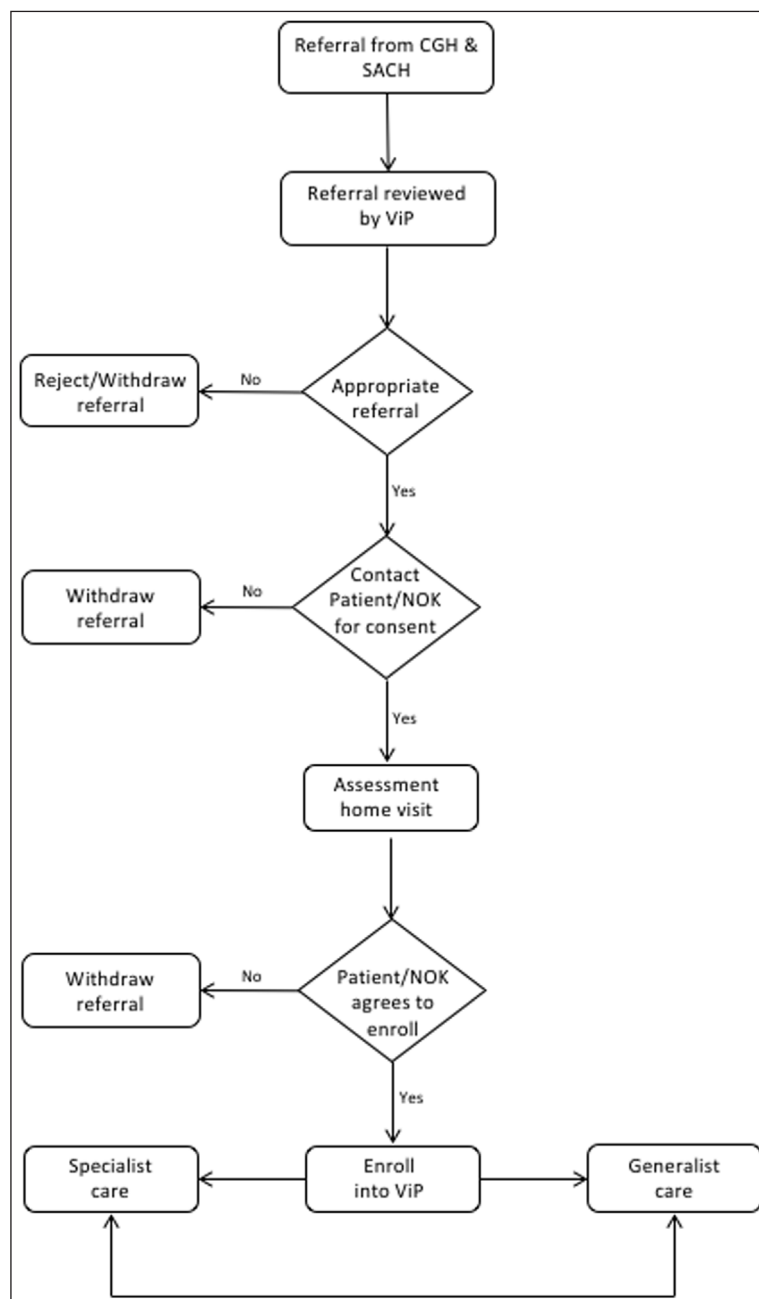 Referral from CGH &
SACH
Referral reviewed
by ViP
Appropriate
referral
No
Reject/Withdraw
referral
Yes
Contact
Patient/NOK
for consent
No
Withdraw
referral
Yes
Assessment
home visit
Patient/NOK
agrees to
enroll
No
Withdraw
referral
Yes
Specialist
care
Enroll
into ViP
Generalist
care